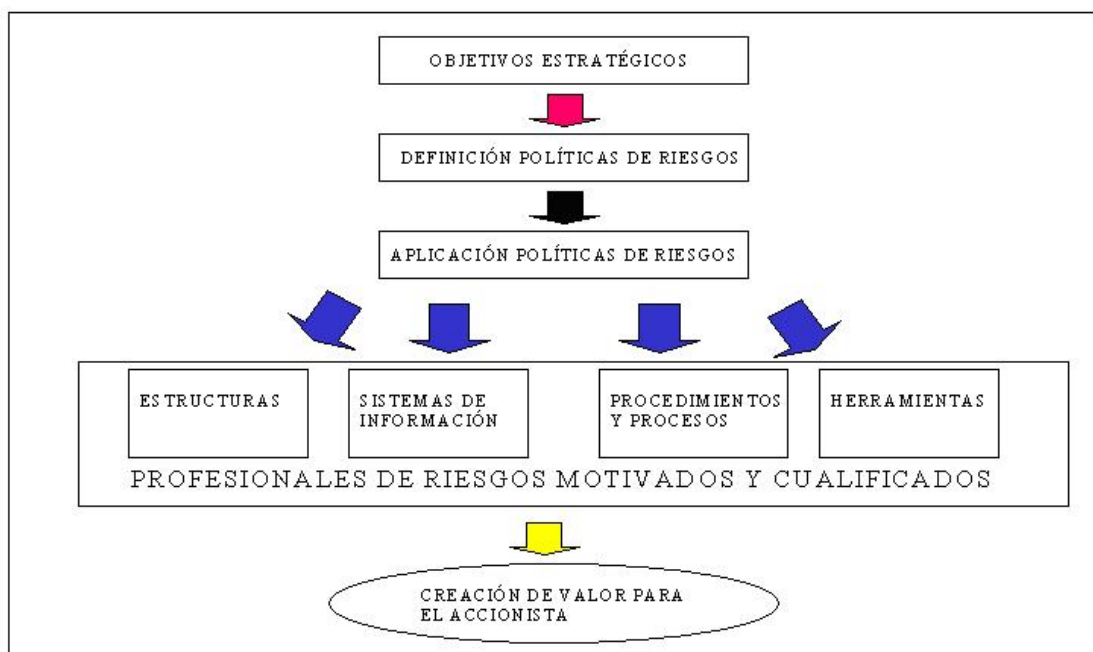 OBJETIVOS ESTRATÉGICOS
DEFINICIÓN POLÍTICAS DE RIESGOS
APLICACIÓN POLÍTICAS DE RIESGOS
ESTRUCTURAS
SISTEMAS DE
INFORMACIÓN
PROCEDIMIENTOS
Y PROCESOS
HERRAMIENTAS
PROFESIONALES DE RIESGOS MOTIVADOS Y CUALIFICADOS
CREACIÓN DE VALOR PARA
EL ACCIONISTA